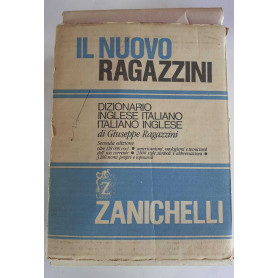 IL NUOVO
RAGAZZINI
DIZIONARIO
INGLESE ITALIANO
ITALIANO INGLESE
di Giuseppe Ragazzini
Seconda edizione
Z
ZANICHELLI